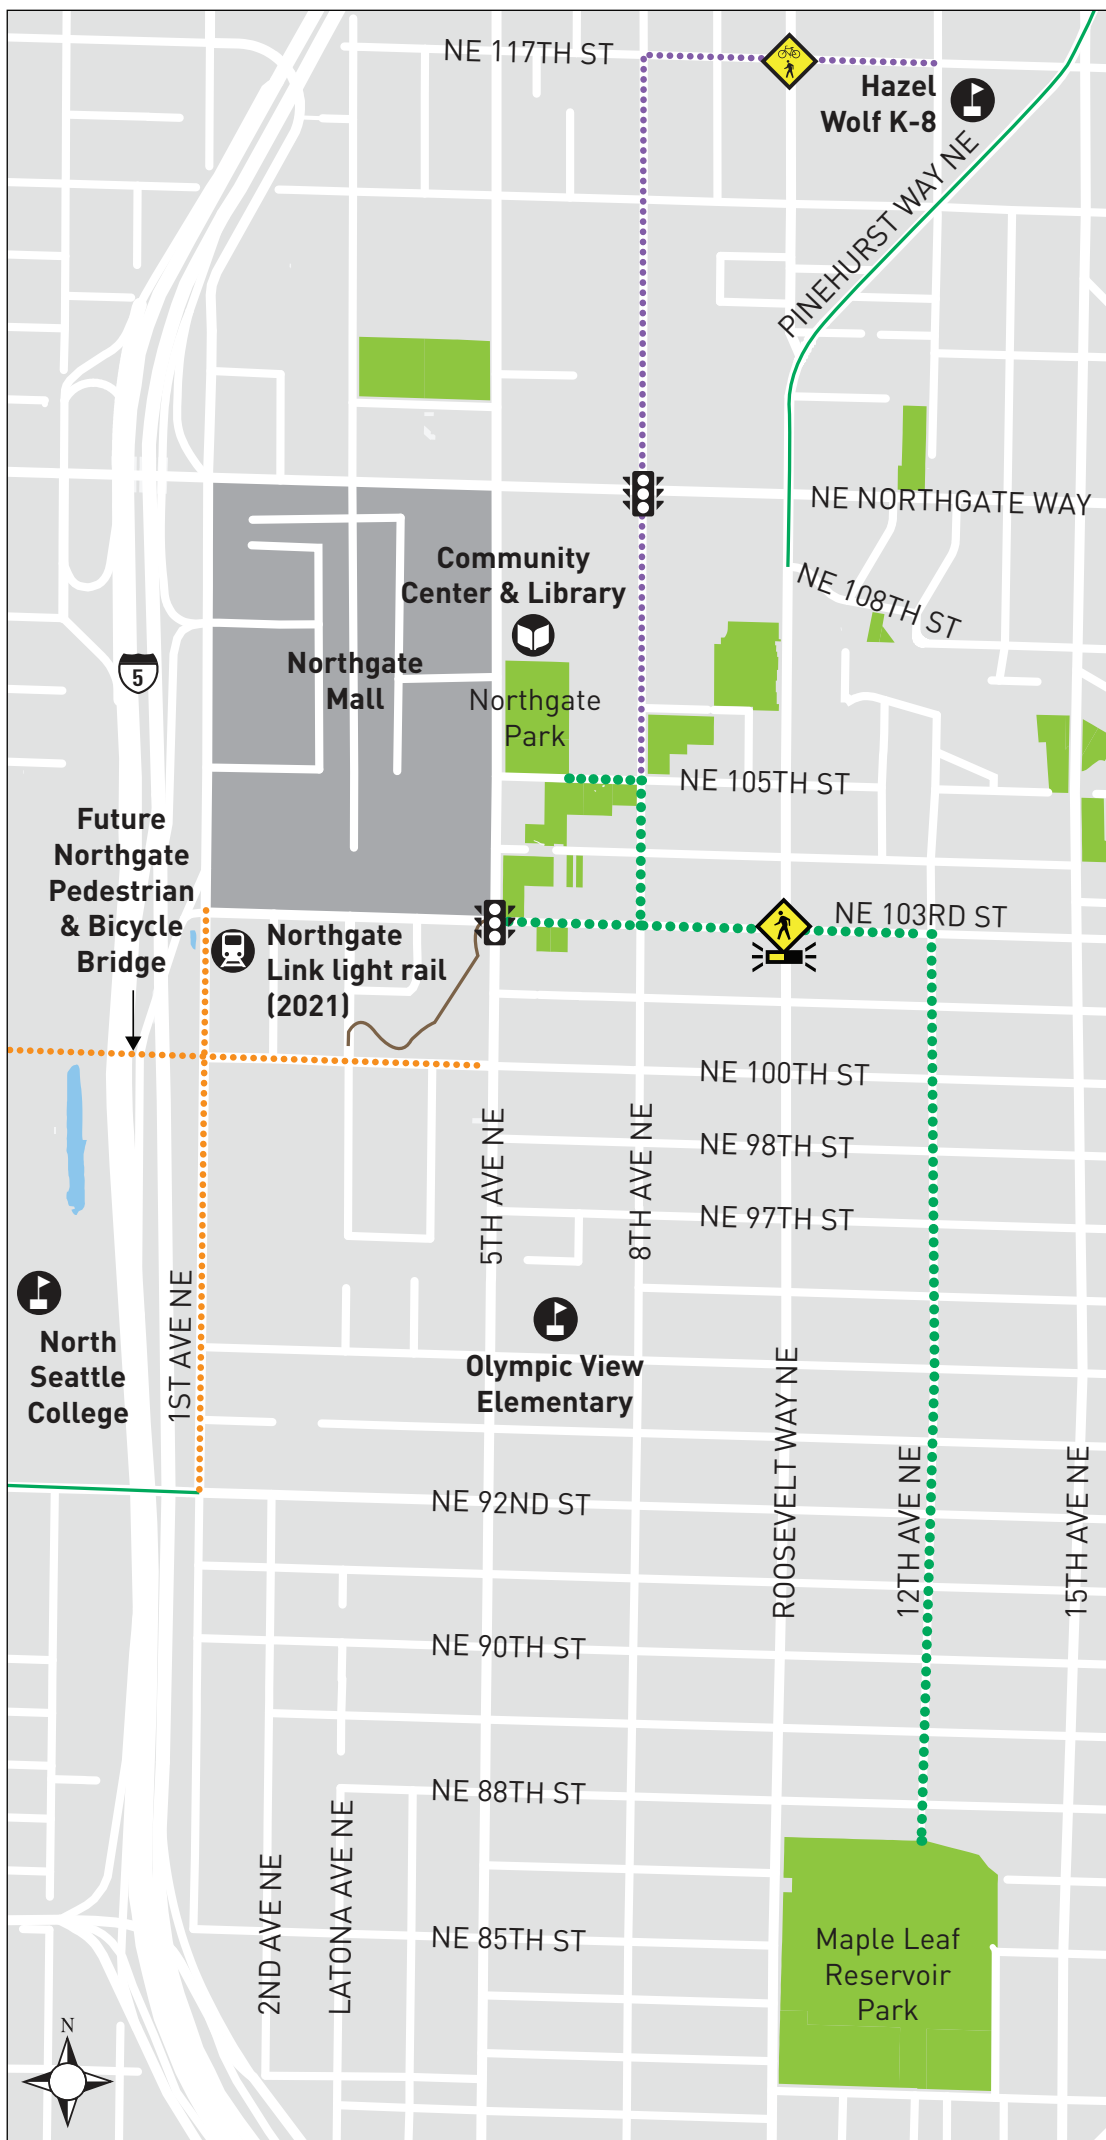 NE 117TH ST
Hazel
Wolf K-8
PINEHURST WAY NE
NE NORTHGATE WAY
Community
Center & Library
NE 108TH ST
5
Northgate
Mall
Northgate
Park
NE 105TH ST
Future
Northgate
Pedestrian
& Bicycle
Bridge
NE 103RD ST
Northgate
Link light rail
(2021)
NE 100TH ST
5TH AVE NE
8TH AVE NE
NE 98TH ST
NE 97TH ST
1ST AVE NE
North
Seattle
College
Olympic View
Elementary
ROOSEVELT WAY NE
12TH AVE NE
15TH AVE NE
NE 92ND ST
NE 90TH ST
NE 88TH ST
2ND AVE NE
LATONA AVE NE
NE 85TH ST
Maple Leaf
Reservoir
Park
N